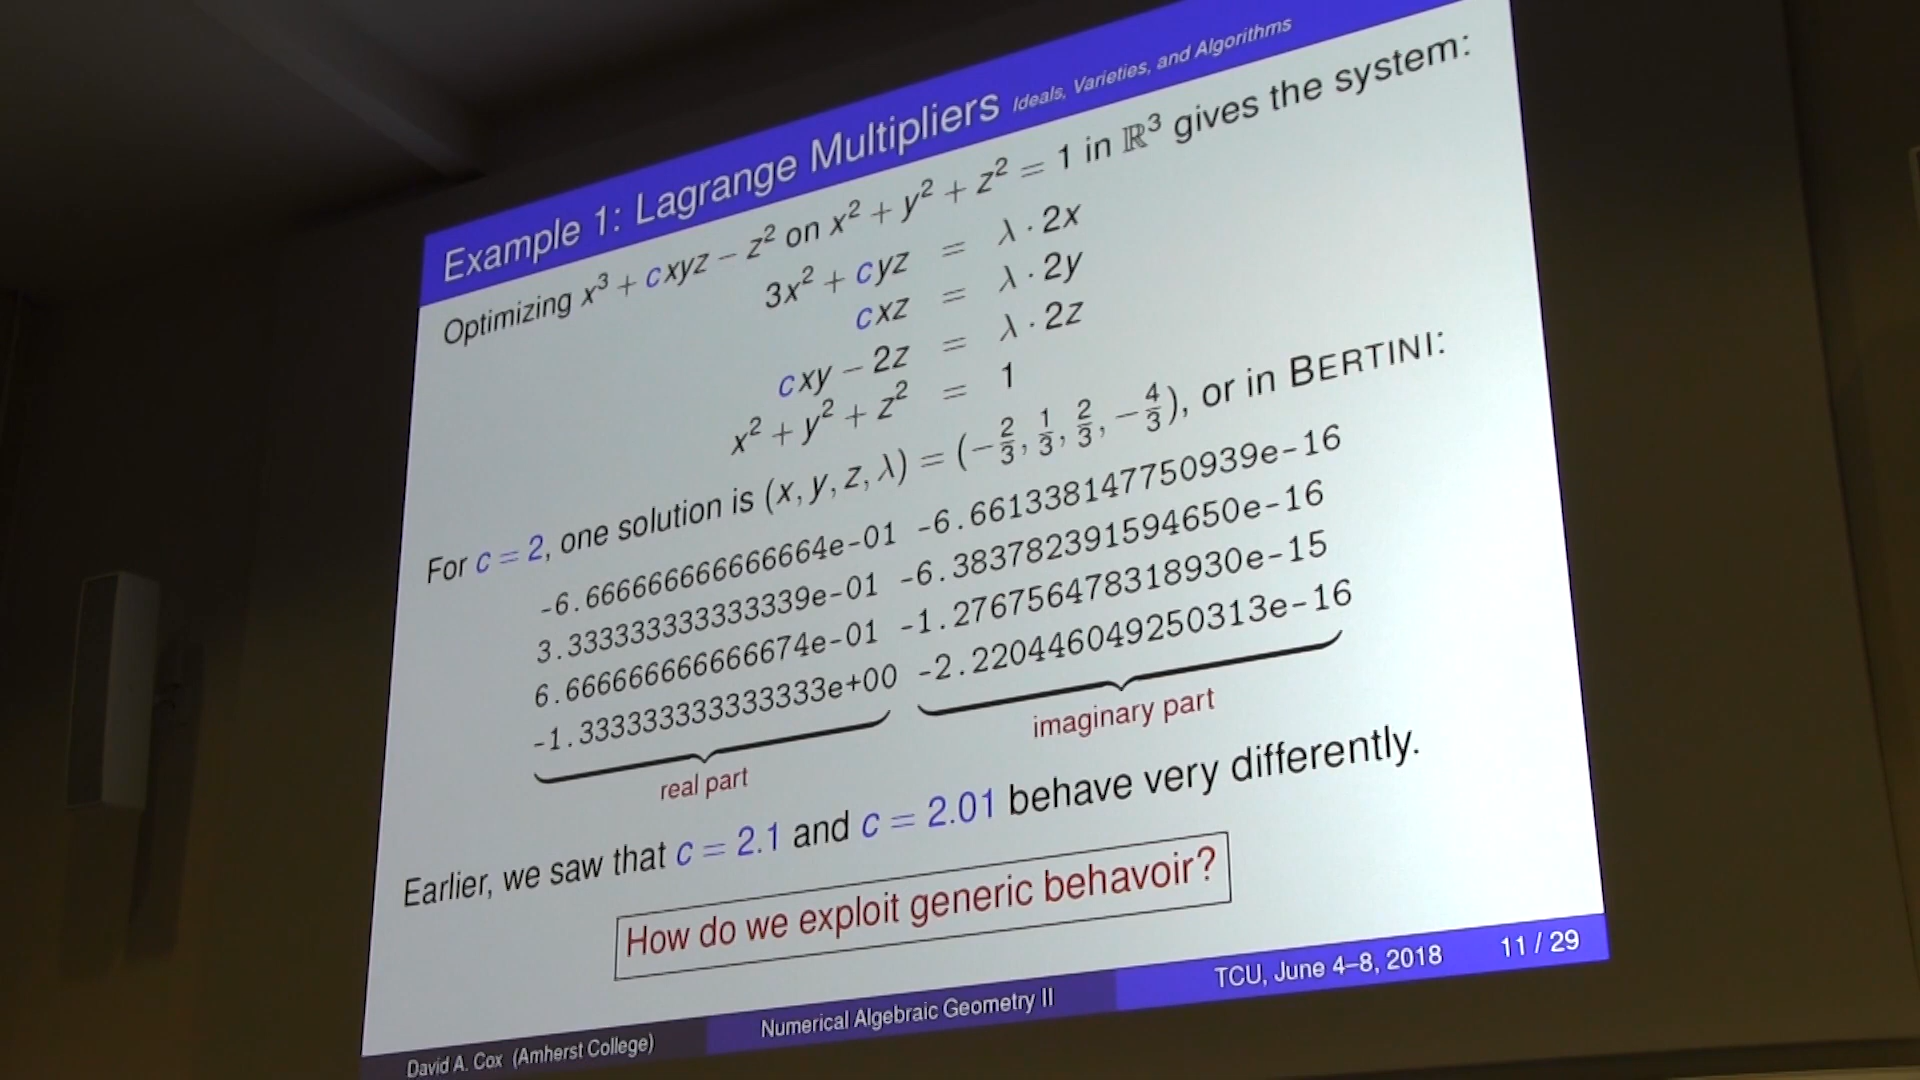 Example 1: Lagrange Multipliers Ideals, Varieties, and Algorithms
Optimizing x³ + cxyz − z² on x² + y² + z² = 1 in ℝ³ gives the system:
3x² + cyz = λ · 2x
cxz = λ · 2y
cxy − 2z = λ · 2z
x² + y² + z² = 1
For c = 2, one solution is (x, y, z, λ) = (−2/3, 1/3, 2/3, −4/3), or in BERTINI:
-6.666666666666664e-01 -6.661338147750939e-16
3.333333333333339e-01 -6.383782391594650e-16
6.666666666666674e-01 -1.276756478318930e-15
-1.333333333333333e+00 -2.220446049250313e-16
real part imaginary part
Earlier, we saw that c = 2.1 and c = 2.01 behave very differently.
How do we exploit generic behavoir?
David A. Cox (Amherst College) Numerical Algebraic Geometry II TCU, June 4–8, 2018 11 / 29